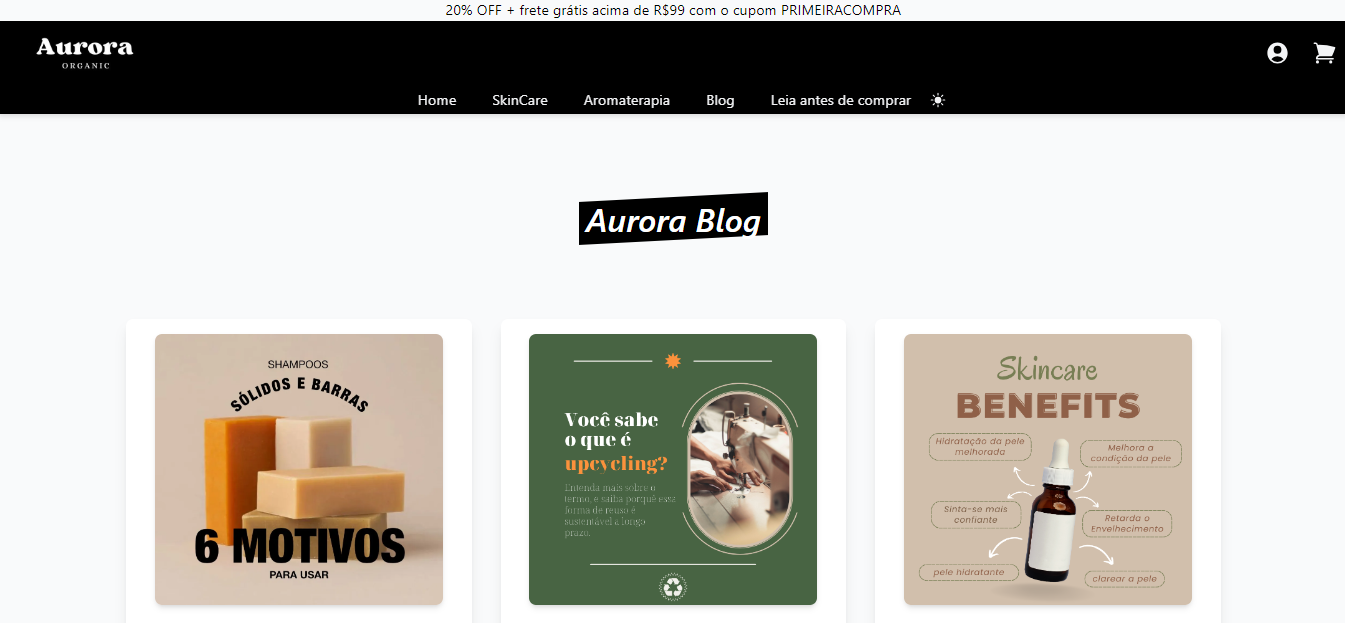 20% OFF + frete grátis acima de R$99 com o cupom PRIMEIRACOMPRA
Aurora
ORGANIC
Home SkinCare Aromaterapia Blog Leia antes de comprar
Aurora Blog
SHAMPOOS
SÓLIDOS E BARRAS
6 MOTIVOS
PARA USAR
Você sabe
o que é
upcycling?
Entenda mais sobre o
termo, e saiba porquê essa
forma de reuso é
sustentável a longo
prazo.
Skincare
BENEFITS
Hidratação da pele
melhorada
Melhora a
condição da pele
Sinta-se mais
confiante
Retarda o
Envelhecimento
pele hidratante
clarear a pele